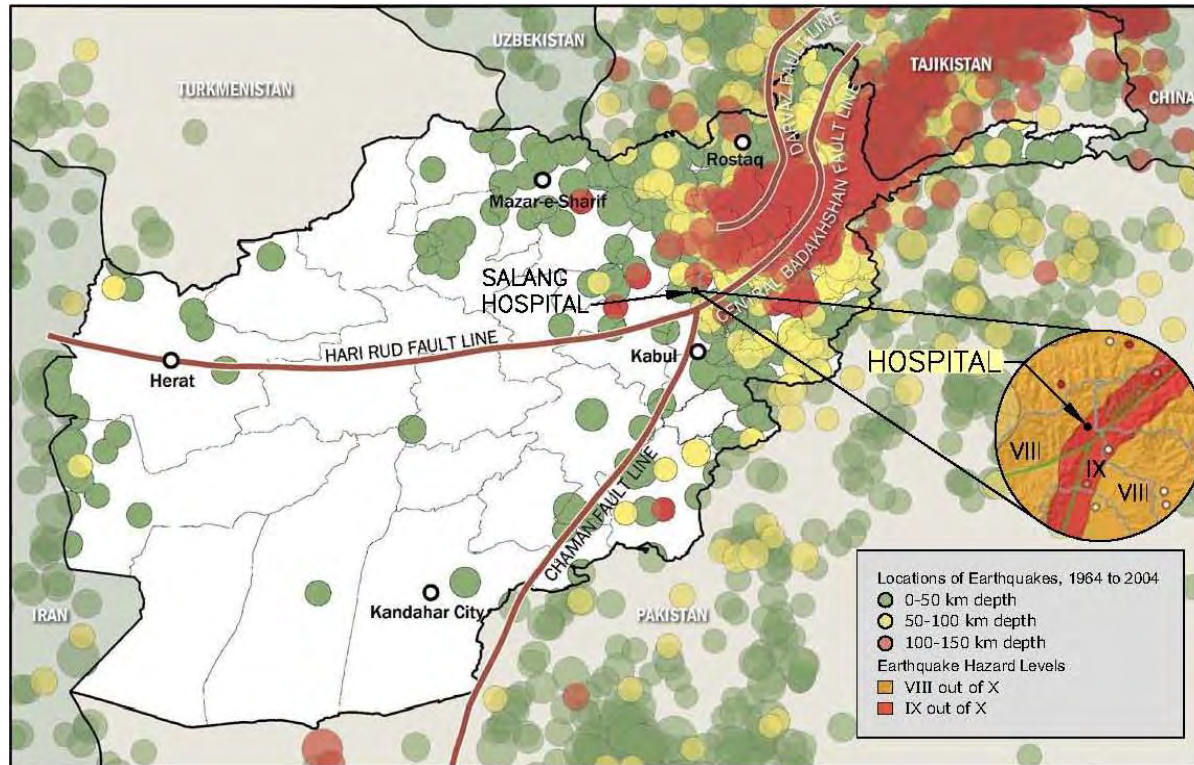 UZBEKISTAN
TURKMENISTAN
TAJIKISTAN
CHINA
DARVAZ FAULT LINE
Rostaq
Mazar-e-Sharif
CENTRAL BADAKHSHAN FAULT LINE
SALANG
HOSPITAL
HARI RUD FAULT LINE
Kabul
Herat
HOSPITAL
VIII
IX
VIII
CHAMAN FAULT LINE
Kandahar City
IRAN
PAKISTAN
Locations of Earthquakes, 1964 to 2004
0-50 km depth
50-100 km depth
100-150 km depth
Earthquake Hazard Levels
VIII out of X
IX out of X